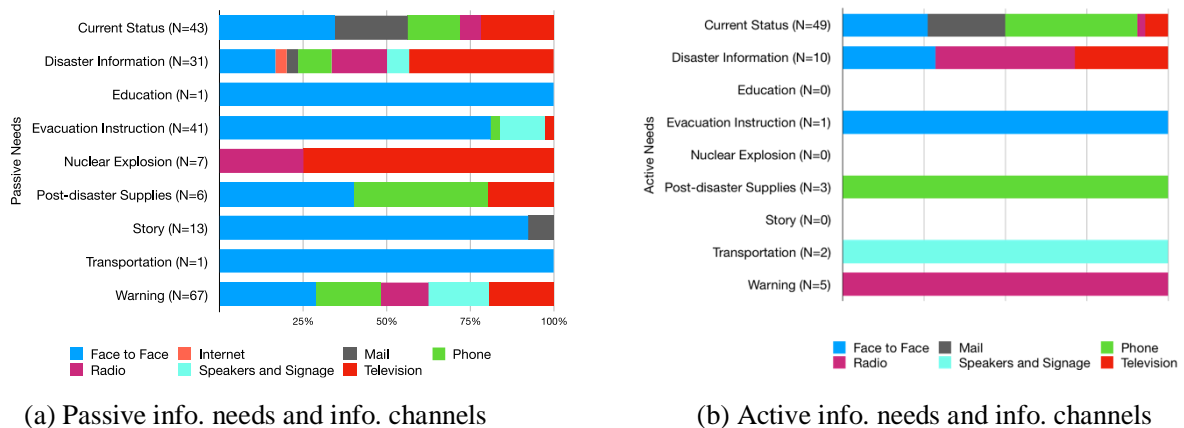 Passive Needs
Current Status (N=43)
Disaster Information (N=31)
Education (N=1)
Evacuation Instruction (N=41)
Nuclear Explosion (N=7)
Post-disaster Supplies (N=6)
Story (N=13)
Transportation (N=1)
Warning (N=67)
25% 50% 75% 100%
Face to Face Internet Mail Phone
Radio Speakers and Signage Television
(a) Passive info. needs and info. channels
Active Needs
Current Status (N=49)
Disaster Information (N=10)
Education (N=0)
Evacuation Instruction (N=1)
Nuclear Explosion (N=0)
Post-disaster Supplies (N=3)
Story (N=0)
Transportation (N=2)
Warning (N=5)
Face to Face Mail Phone
Radio Speakers and Signage Television
(b) Active info. needs and info. channels